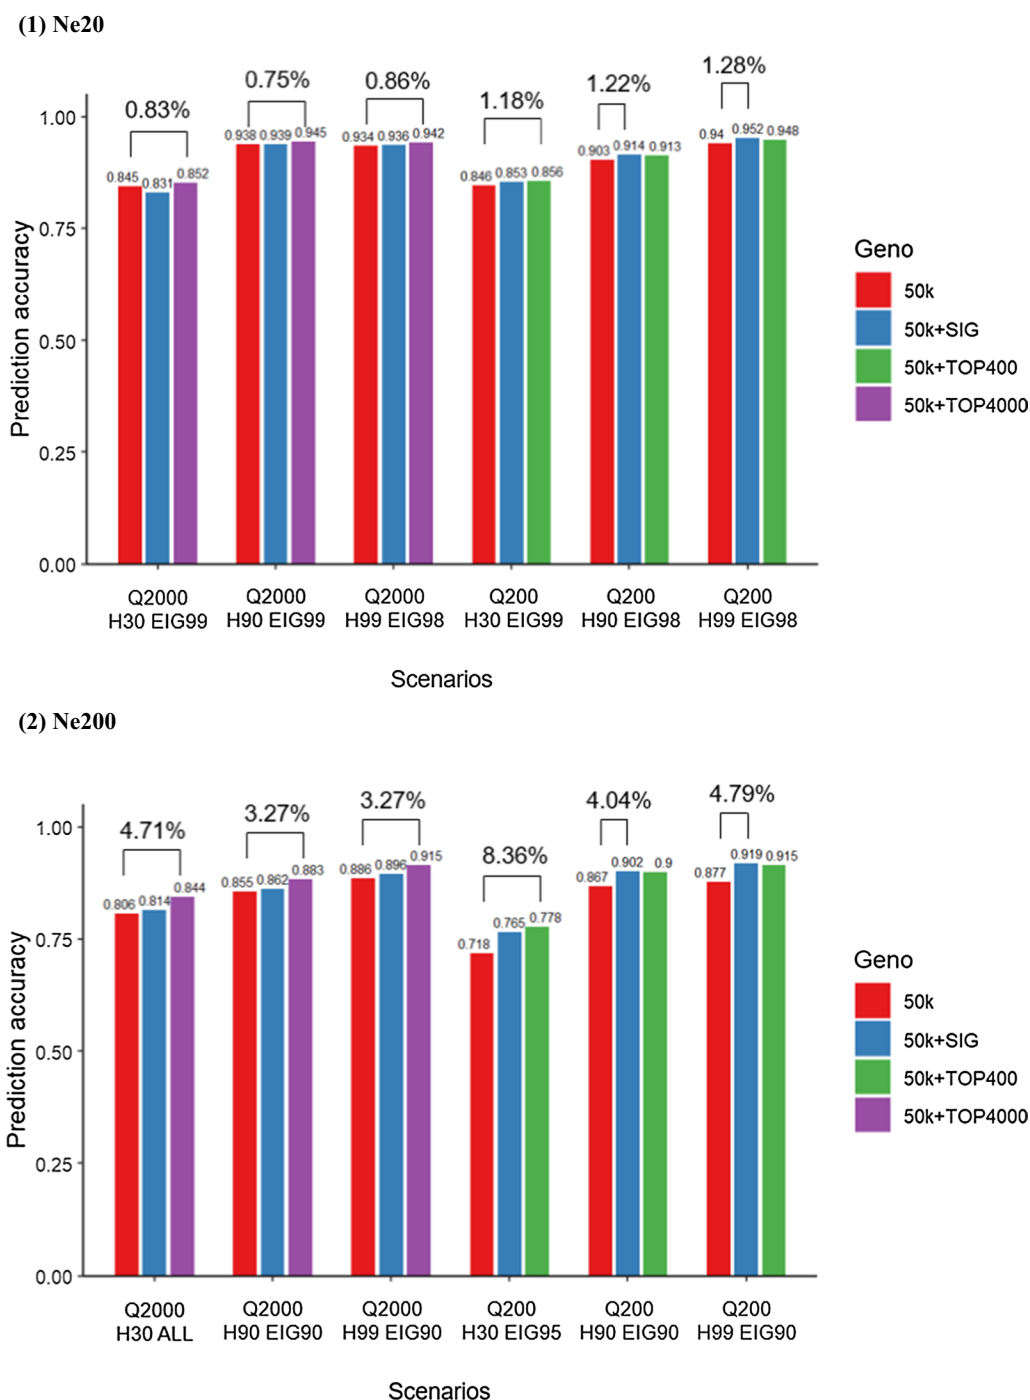 (1) Ne20
0.83%
0.75%
0.86%
1.18%
1.22%
1.28%
1.00
0.75
0.50
0.25
0.00
Prediction accuracy
0.845 0.831 0.852
0.938 0.939 0.945
0.934 0.936 0.942
0.846 0.853 0.856
0.903 0.914 0.913
0.94 0.952 0.948
Q2000
H30 EIG99
Q2000
H90 EIG99
Q2000
H99 EIG98
Q200
H30 EIG99
Q200
H90 EIG98
Q200
H99 EIG98
Scenarios
Geno
50k
50k+SIG
50k+TOP400
50k+TOP4000
(2) Ne200
4.71%
3.27%
3.27%
8.36%
4.04%
4.79%
1.00
0.75
0.50
0.25
0.00
Prediction accuracy
0.806 0.814 0.844
0.855 0.862 0.883
0.886 0.896 0.915
0.718 0.765 0.778
0.867 0.902 0.9
0.877 0.919 0.915
Q2000
H30 ALL
Q2000
H90 EIG90
Q2000
H99 EIG90
Q200
H30 EIG95
Q200
H90 EIG90
Q200
H99 EIG90
Scenarios
Geno
50k
50k+SIG
50k+TOP400
50k+TOP4000